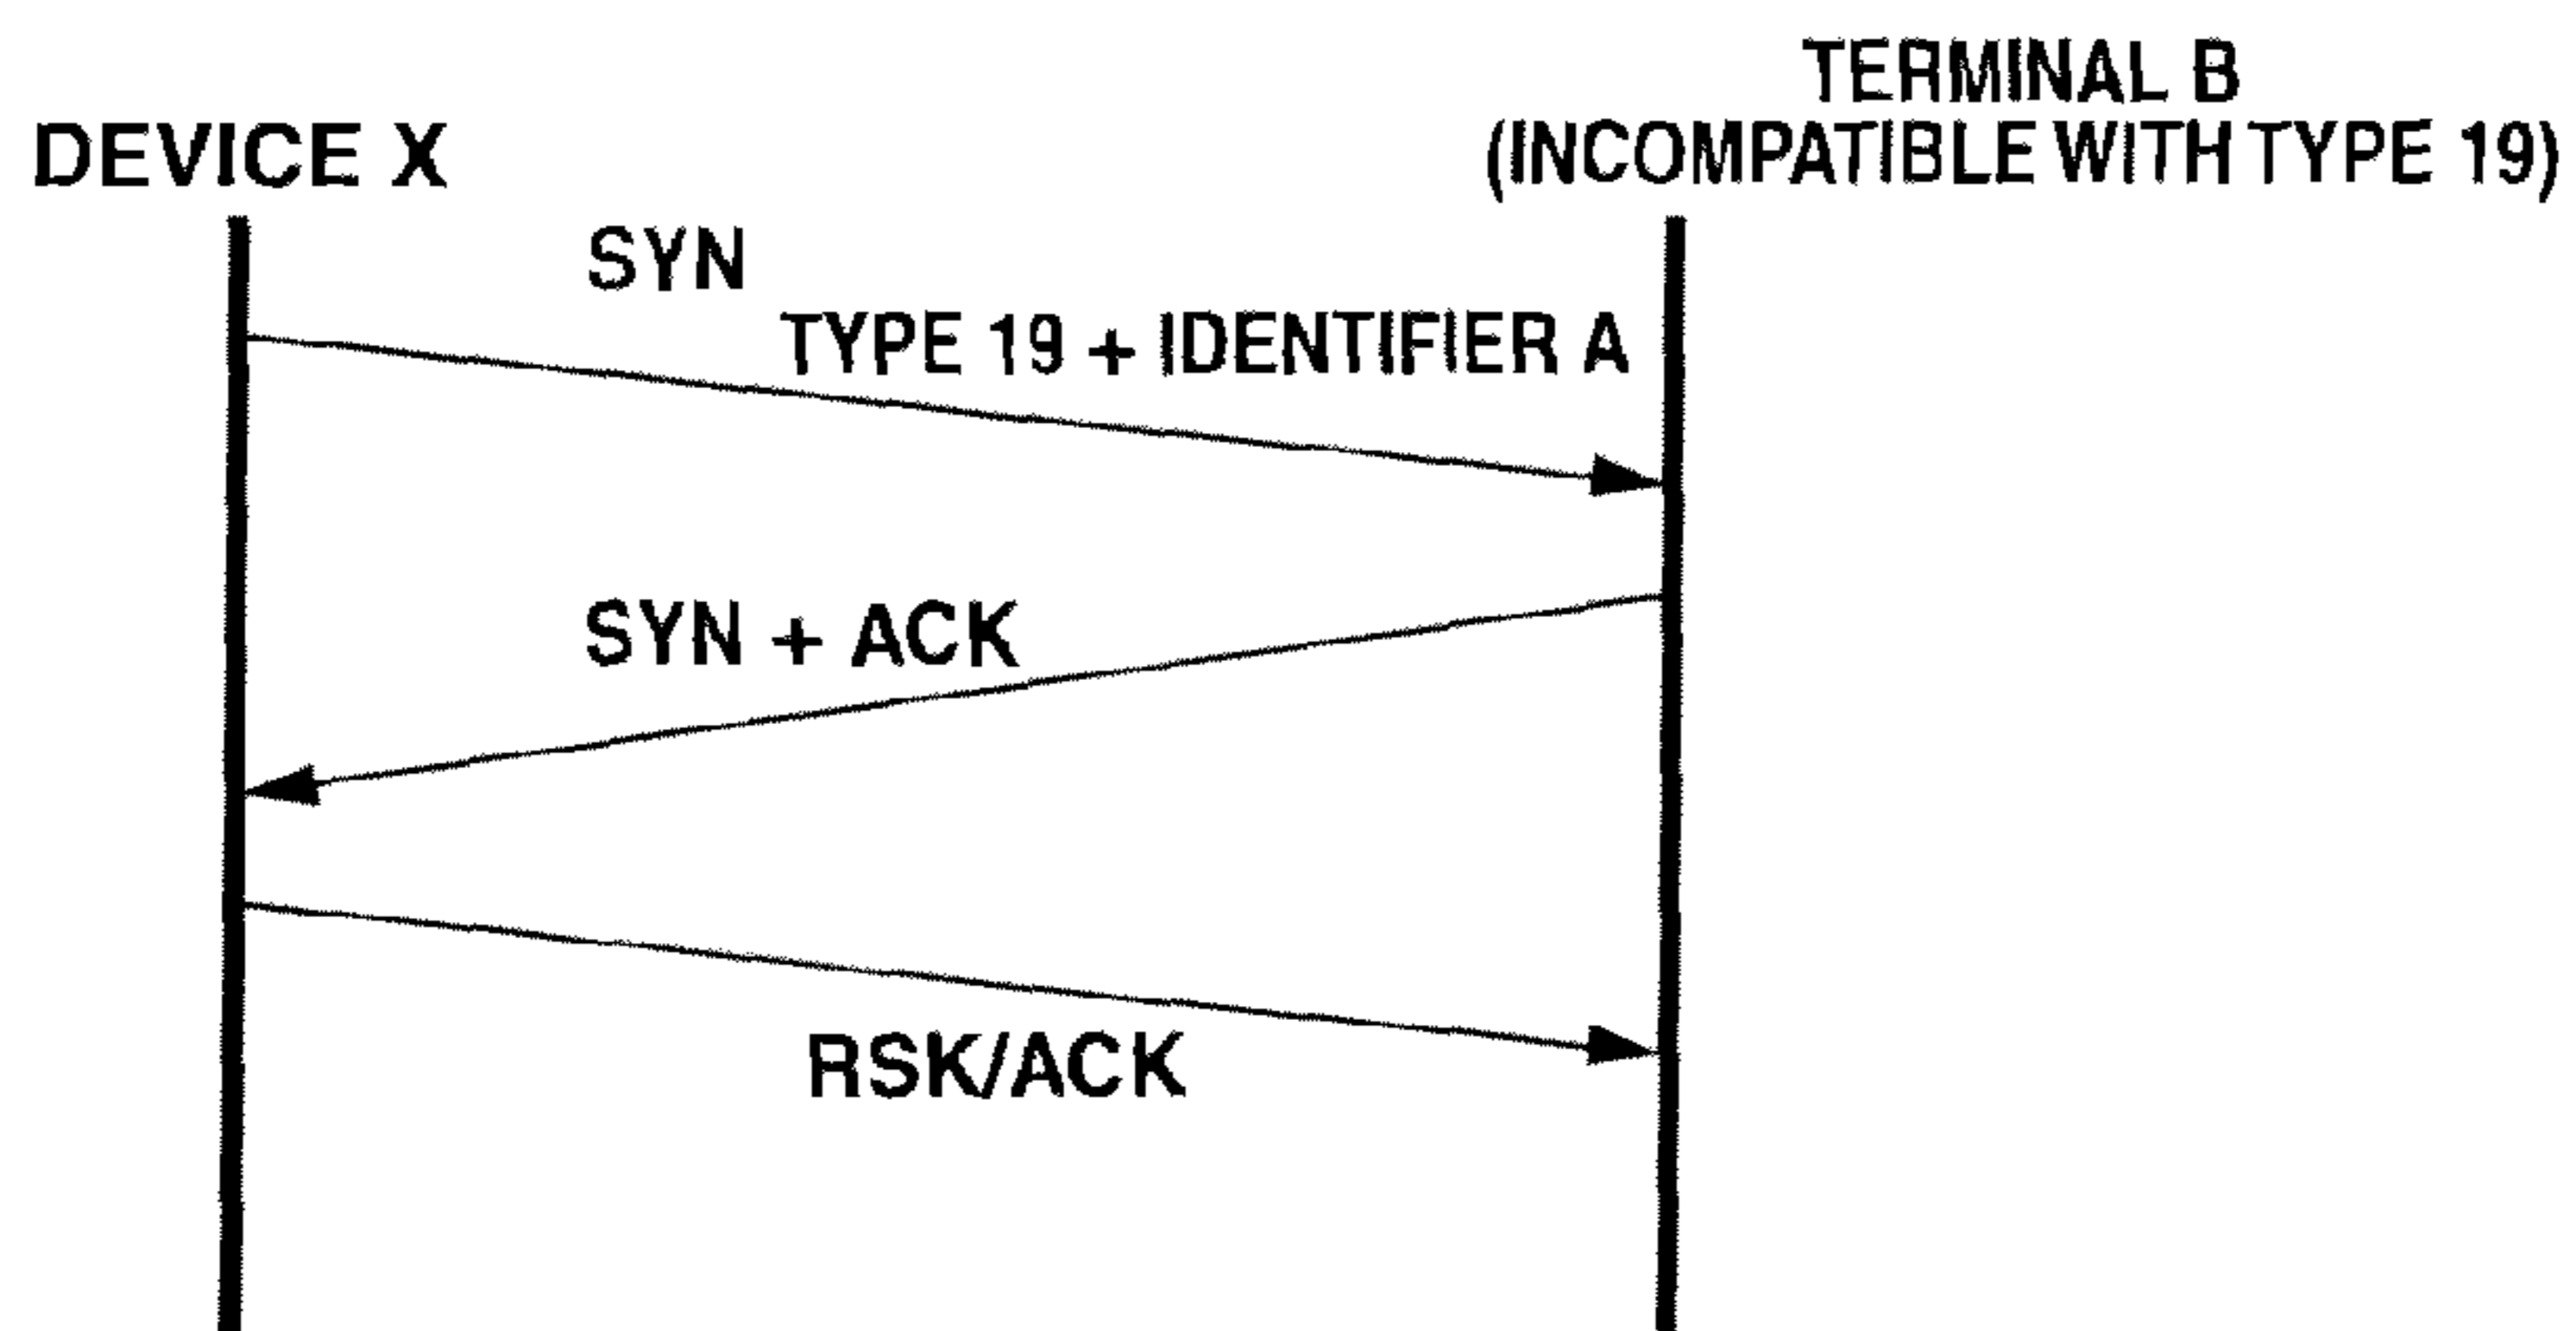 DEVICE X
TERMINAL B
(INCOMPATIBLE WITH TYPE 19)
SYN
TYPE 19 + IDENTIFIER A
SYN + ACK
RSK/ACK